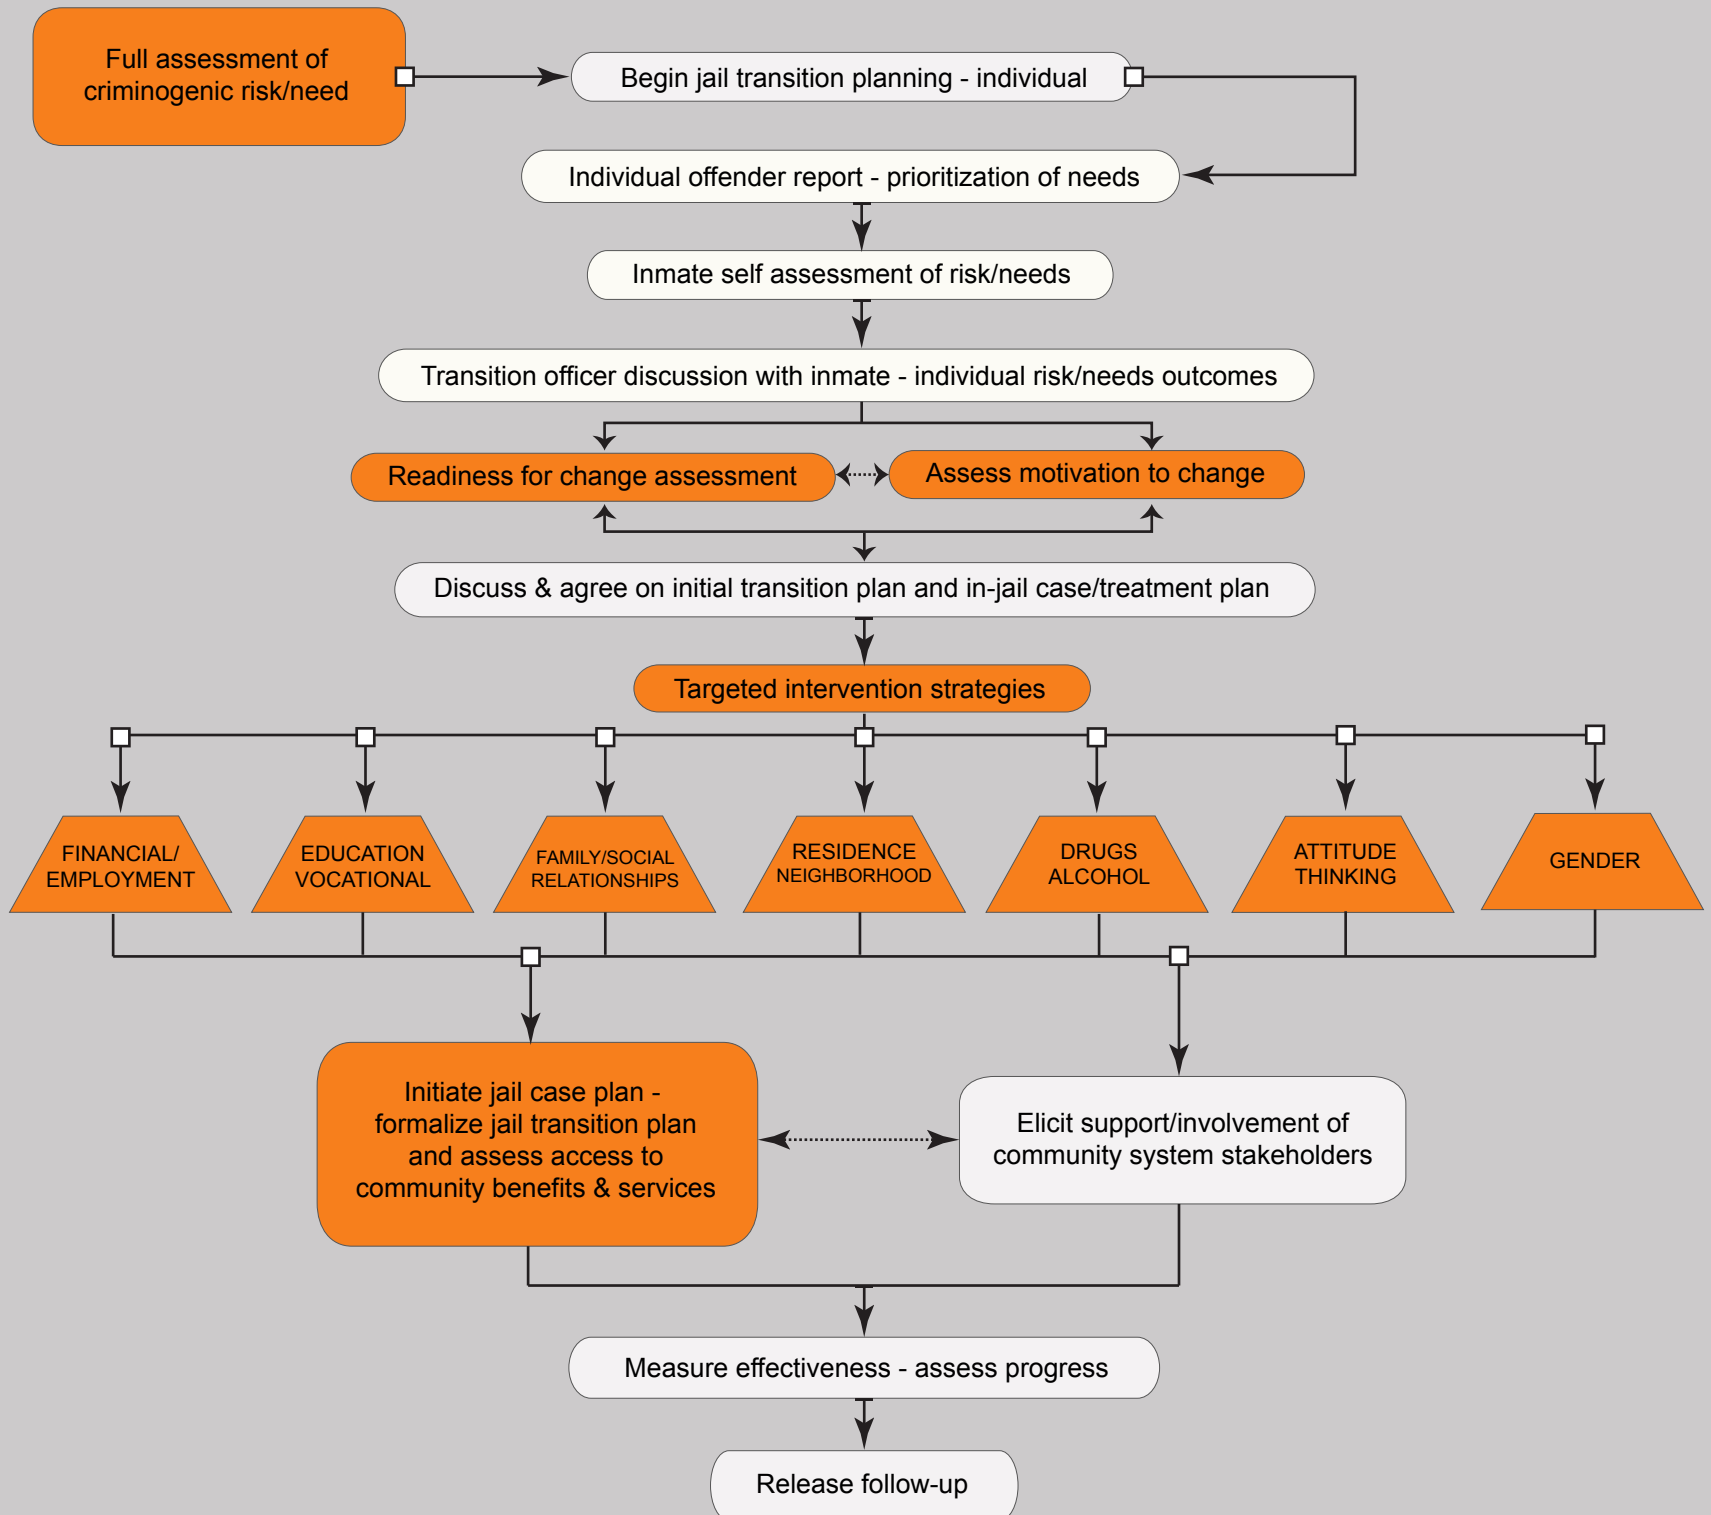 Full assessment of
criminogenic risk/need
Begin jail transition planning - individual
Individual offender report - prioritization of needs
Inmate self assessment of risk/needs
Transition officer discussion with inmate - individual risk/needs outcomes
Readiness for change assessment
Assess motivation to change
Discuss & agree on initial transition plan and in-jail case/treatment plan
Targeted intervention strategies
FINANCIAL/
EMPLOYMENT
EDUCATION
VOCATIONAL
FAMILY/SOCIAL
RELATIONSHIPS
RESIDENCE
NEIGHBORHOOD
DRUGS
ALCOHOL
ATTITUDE
THINKING
GENDER
Initiate jail case plan -
formalize jail transition plan
and assess access to
community benefits & services
Elicit support/involvement of
community system stakeholders
Measure effectiveness - assess progress
Release follow-up